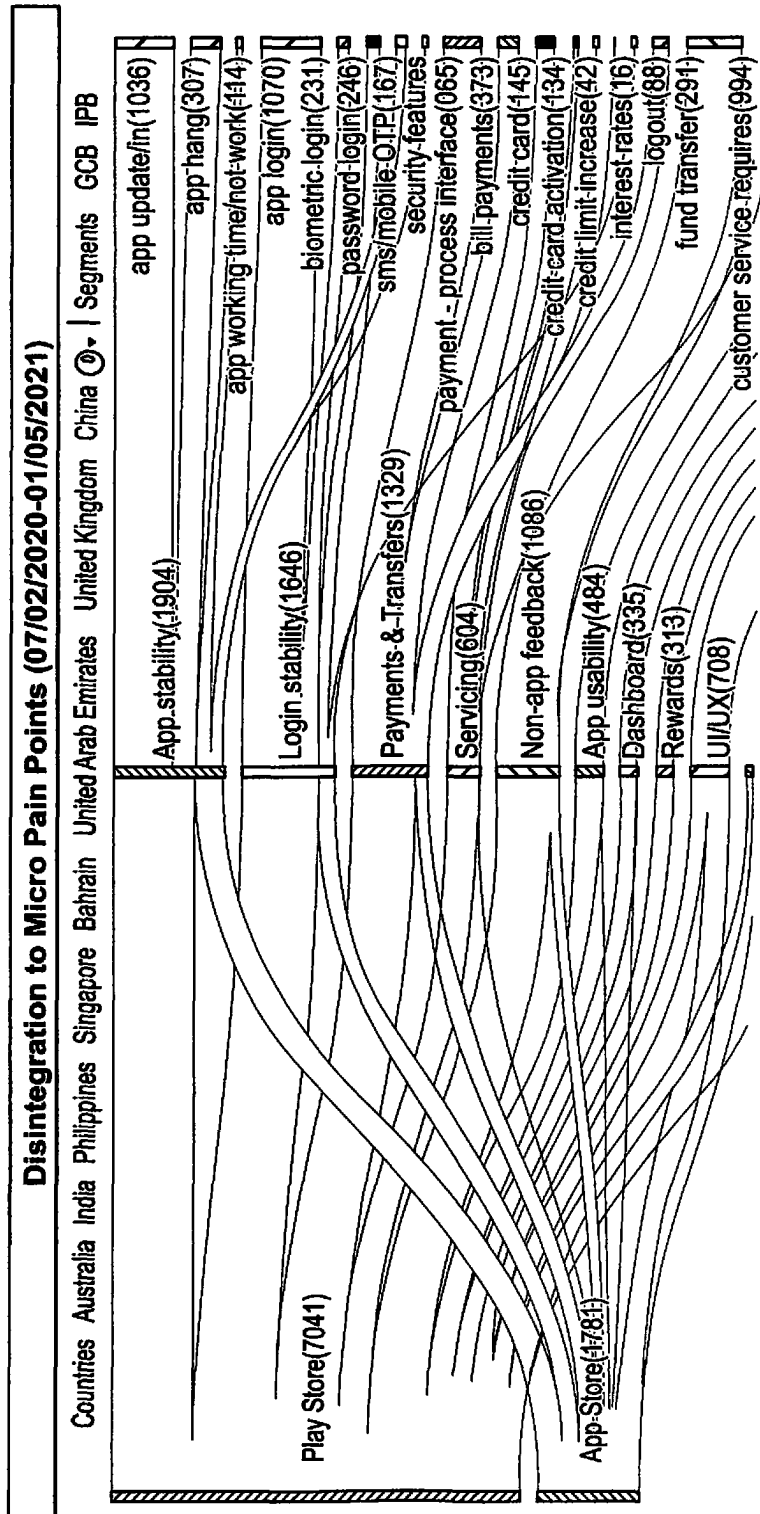 Disintegration to Micro Pain Points (07/02/2020-01/05/2021)
Countries Australia India Philippines Singapore Bahrain United Arab Emirates United Kingdom China | Segments GCB IPB
Play Store(7041)
App Store(1781)
App stability(1904)
Login stability(1646)
Payments & Transfers(1329)
Servicing(604)
Non-app feedback(1086)
App usability(484)
Dashboard(335)
Rewards(313)
UI/UX(708)
app update/in(1036)
app hang(307)
app working time/not work(114)
app login(1070)
biometric login(231)
password login(246)
sms/mobile OTP(167)
security features
payment - process interface(065)
bill payments(373)
credit card(145)
credit card activation(134)
credit limit increase(42)
interest rates(16)
logout(88)
fund transfer(291)
customer service requires(994)